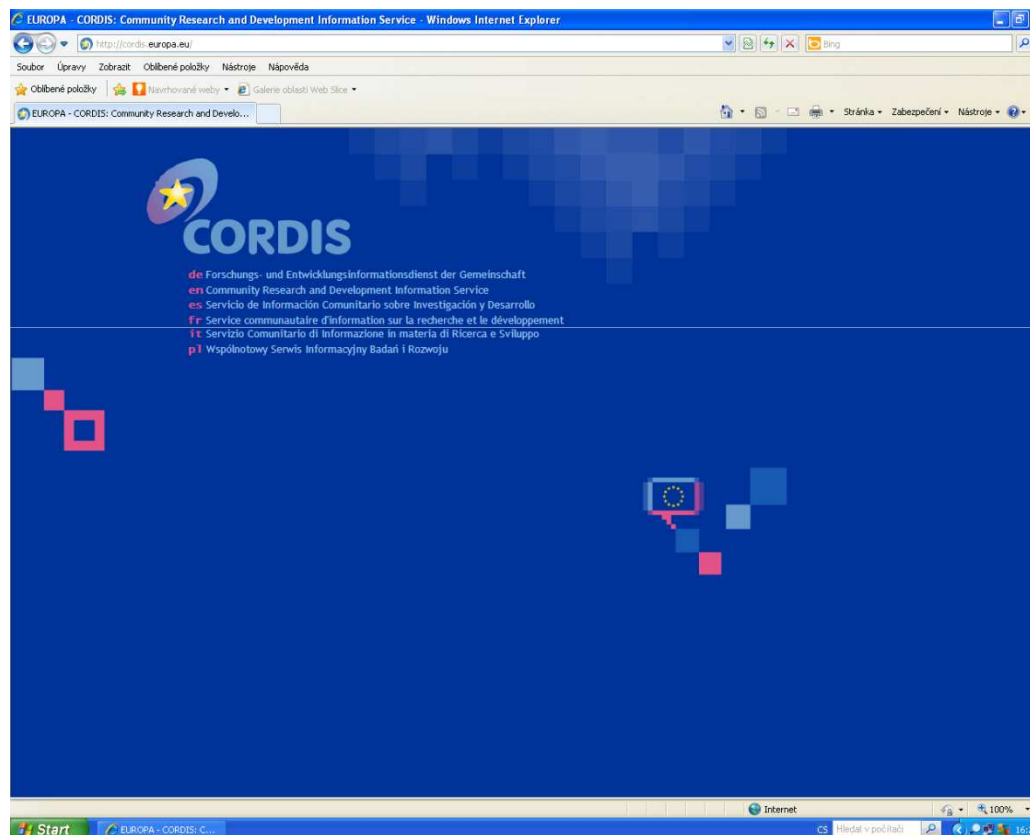 EUROPA - CORDIS: Community Research and Development Information Service - Windows Internet Explorer
http://cordis.europa.eu/
Bing
Soubor Úpravy Zobrazit Oblíbené položky Nástroje Nápověda
Oblíbené položky Navrhované weby Galerie oblastí Web Slice
EUROPA - CORDIS: Community Research and Develo...
Stránka Zabezpečení Nástroje
CORDIS
de Forschungs- und Entwicklungsinformationsdienst der Gemeinschaft
en Community Research and Development Information Service
es Servicio de Información Comunitario sobre Investigación y Desarrollo
fr Service communautaire d'information sur la recherche et le développement
it Servizio Comunitario di Informazione in materia di Ricerca e Sviluppo
pl Wspólnotowy Serwis Informacyjny Badań i Rozwoju
Internet 100%
Start EUROPA - CORDIS: C... CS Hledat v počítači